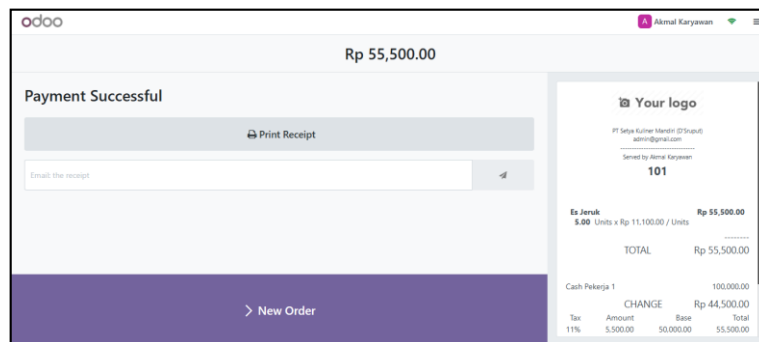 odoo
A Akmal Karyawan
Rp 55,500.00
Payment Successful
Print Receipt
Email the receipt
New Order
Your logo
PT Setya Kuliner Mandiri (D'Sruput)
admin@gmail.com
--------------------------------
Served by Akmal Karyawan
101
Es Jeruk Rp 55,500.00
5.00 Units x Rp 11,100.00 / Units
--------
TOTAL Rp 55,500.00
Cash Pekerja 1 100,000.00
CHANGE Rp 44,500.00
Tax Amount Base Total
11% 5,500.00 50,000.00 55,500.00